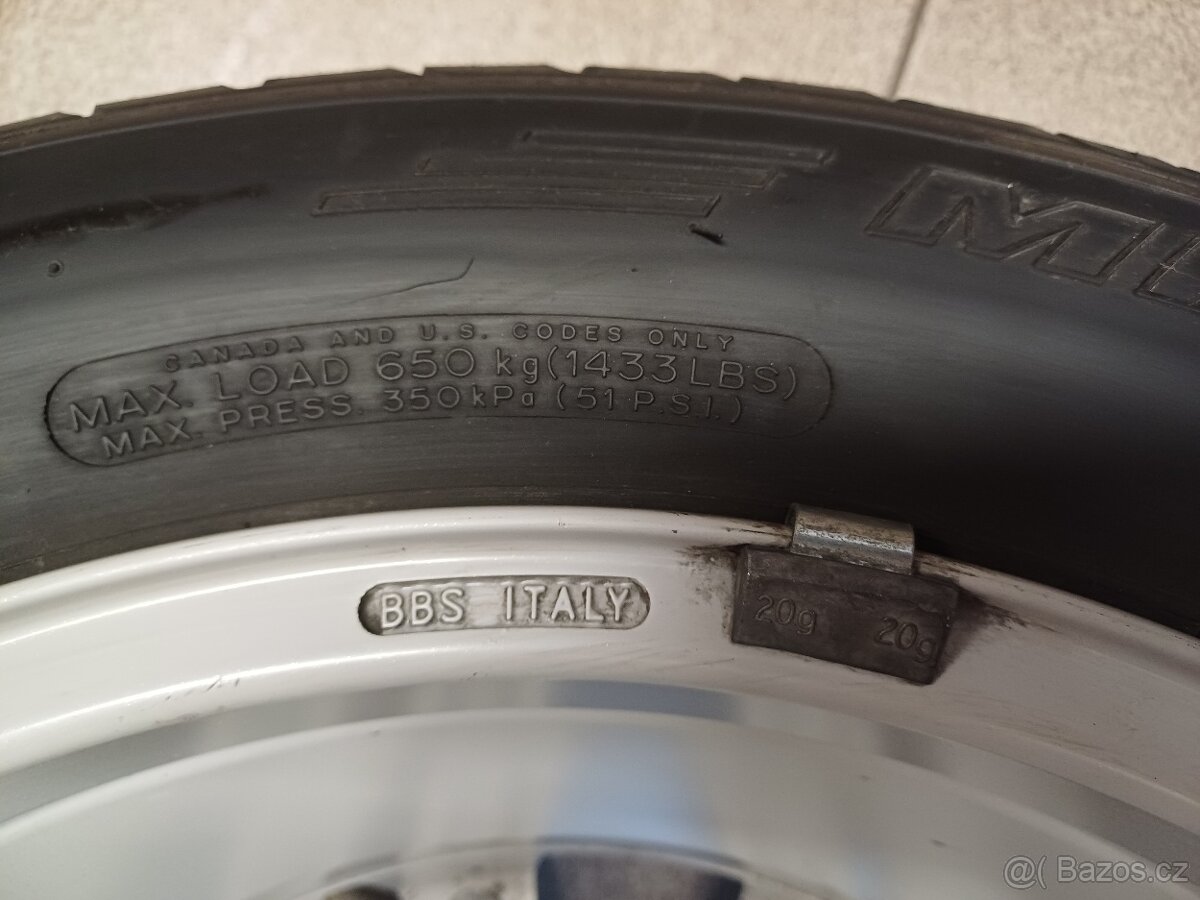 M
CANADA AND U.S. CODES ONLY
MAX. LOAD 650 kg (1433 LBS)
MAX. PRESS. 350 kPa (51 P.S.I.)
BBS ITALY
20g 20g
@( Bazos.cz